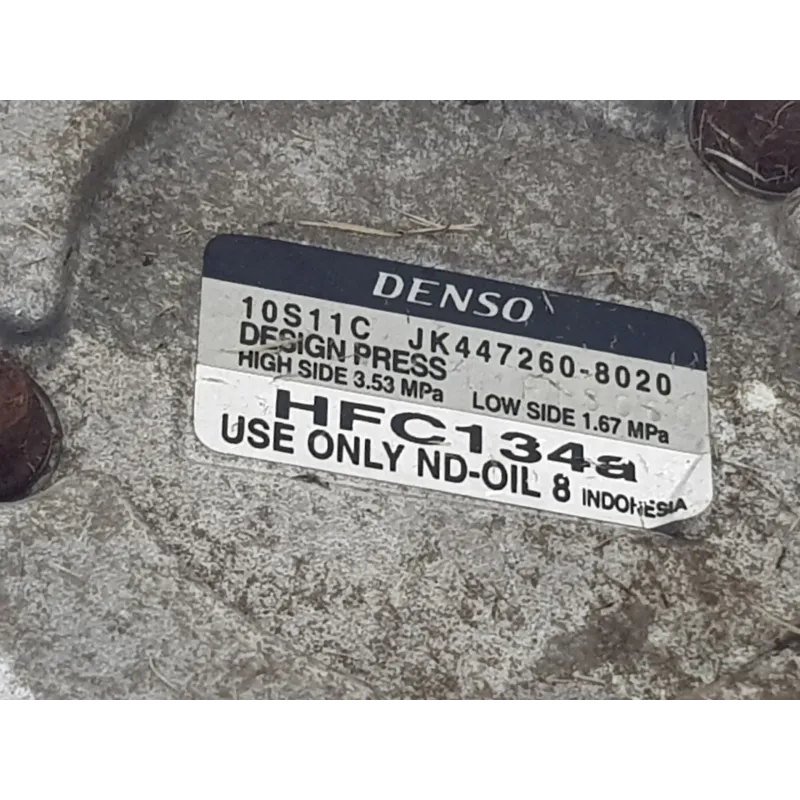 DENSO
10S11C JK447260-8020
DESIGN PRESS
HIGH SIDE 3.53 MPa LOW SIDE 1.67 MPa
HFC134a
USE ONLY ND-OIL 8 INDONESIA